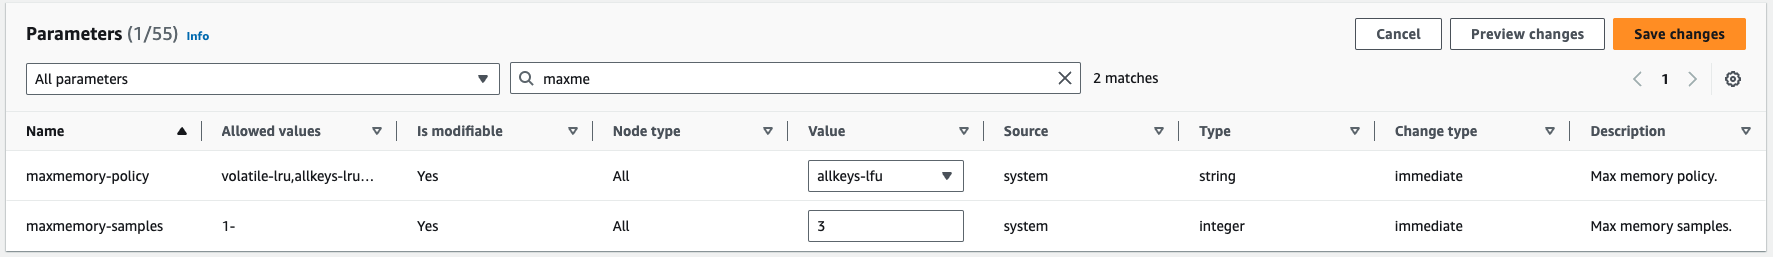 Parameters (1/55) Info
Cancel Preview changes Save changes
All parameters maxme 2 matches 1
Name Allowed values Is modifiable Node type Value Source Type Change type Description
maxmemory-policy volatile-lru,allkeys-lru... Yes All allkeys-lfu system string immediate Max memory policy.
maxmemory-samples 1- Yes All 3 system integer immediate Max memory samples.